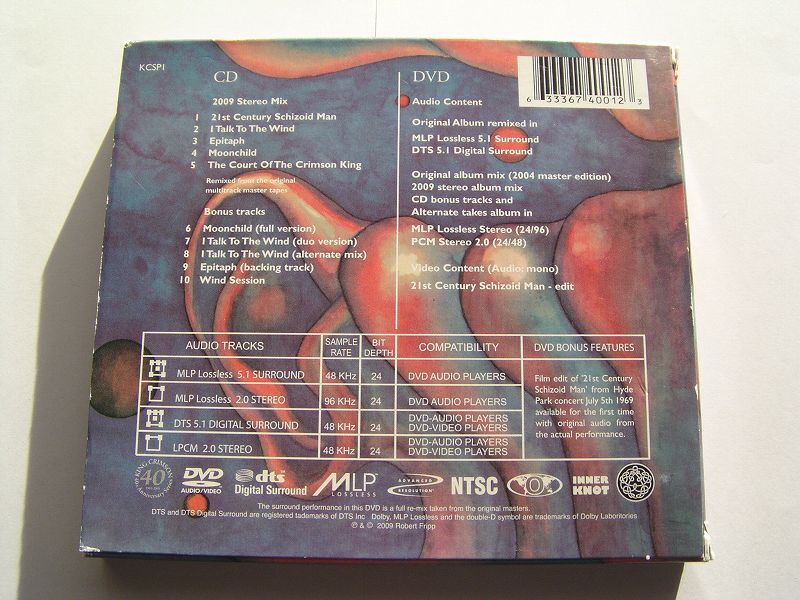 KCSP1
CD
2009 Stereo Mix
1 21st Century Schizoid Man
2 I Talk To The Wind
3 Epitaph
4 Moonchild
5 The Court Of The Crimson King
Remixed from the original
multitrack master tapes
Bonus tracks
6 Moonchild (full version)
7 I Talk To The Wind (duo version)
8 I Talk To The Wind (alternate mix)
9 Epitaph (backing track)
10 Wind Session
DVD
Audio Content
Original Album remixed in
MLP Lossless 5.1 Surround
DTS 5.1 Digital Surround
Original album mix (2004 master edition)
2009 stereo album mix
CD bonus tracks and
Alternate takes album in
MLP Lossless Stereo (24/96)
PCM Stereo 2.0 (24/48)
Video Content (Audio: mono)
21st Century Schizoid Man - edit
6 33367 40012 3
AUDIO TRACKS SAMPLE RATE BIT DEPTH COMPATIBILITY DVD BONUS FEATURES
MLP Lossless 5.1 SURROUND 48 KHz 24 DVD AUDIO PLAYERS
MLP Lossless 2.0 STEREO 96 KHz 24 DVD AUDIO PLAYERS
DTS 5.1 DIGITAL SURROUND 48 KHz 24 DVD-AUDIO PLAYERS
DVD-VIDEO PLAYERS
LPCM 2.0 STEREO 48 KHz 24 DVD-AUDIO PLAYERS
DVD-VIDEO PLAYERS
Film edit of '21st Century
Schizoid Man' from Hyde
Park concert July 5th 1969
available for the first time
with original audio from
the actual performance.
KING CRIMSON
40
Anniversary Series
DVD
AUDIO/VIDEO
dts
Digital Surround
MLP
LOSSLESS
ADVANCED
RESOLUTION
NTSC
0
INNER
KNOT
The surround performance in this DVD is a full re-mix taken from the original masters.
DTS and DTS Digital Surround are registered trademarks of DTS Inc Dolby, MLP Lossless and the double-D symbol are trademarks of Dolby Laboritories
℗ & © 2009 Robert Fripp